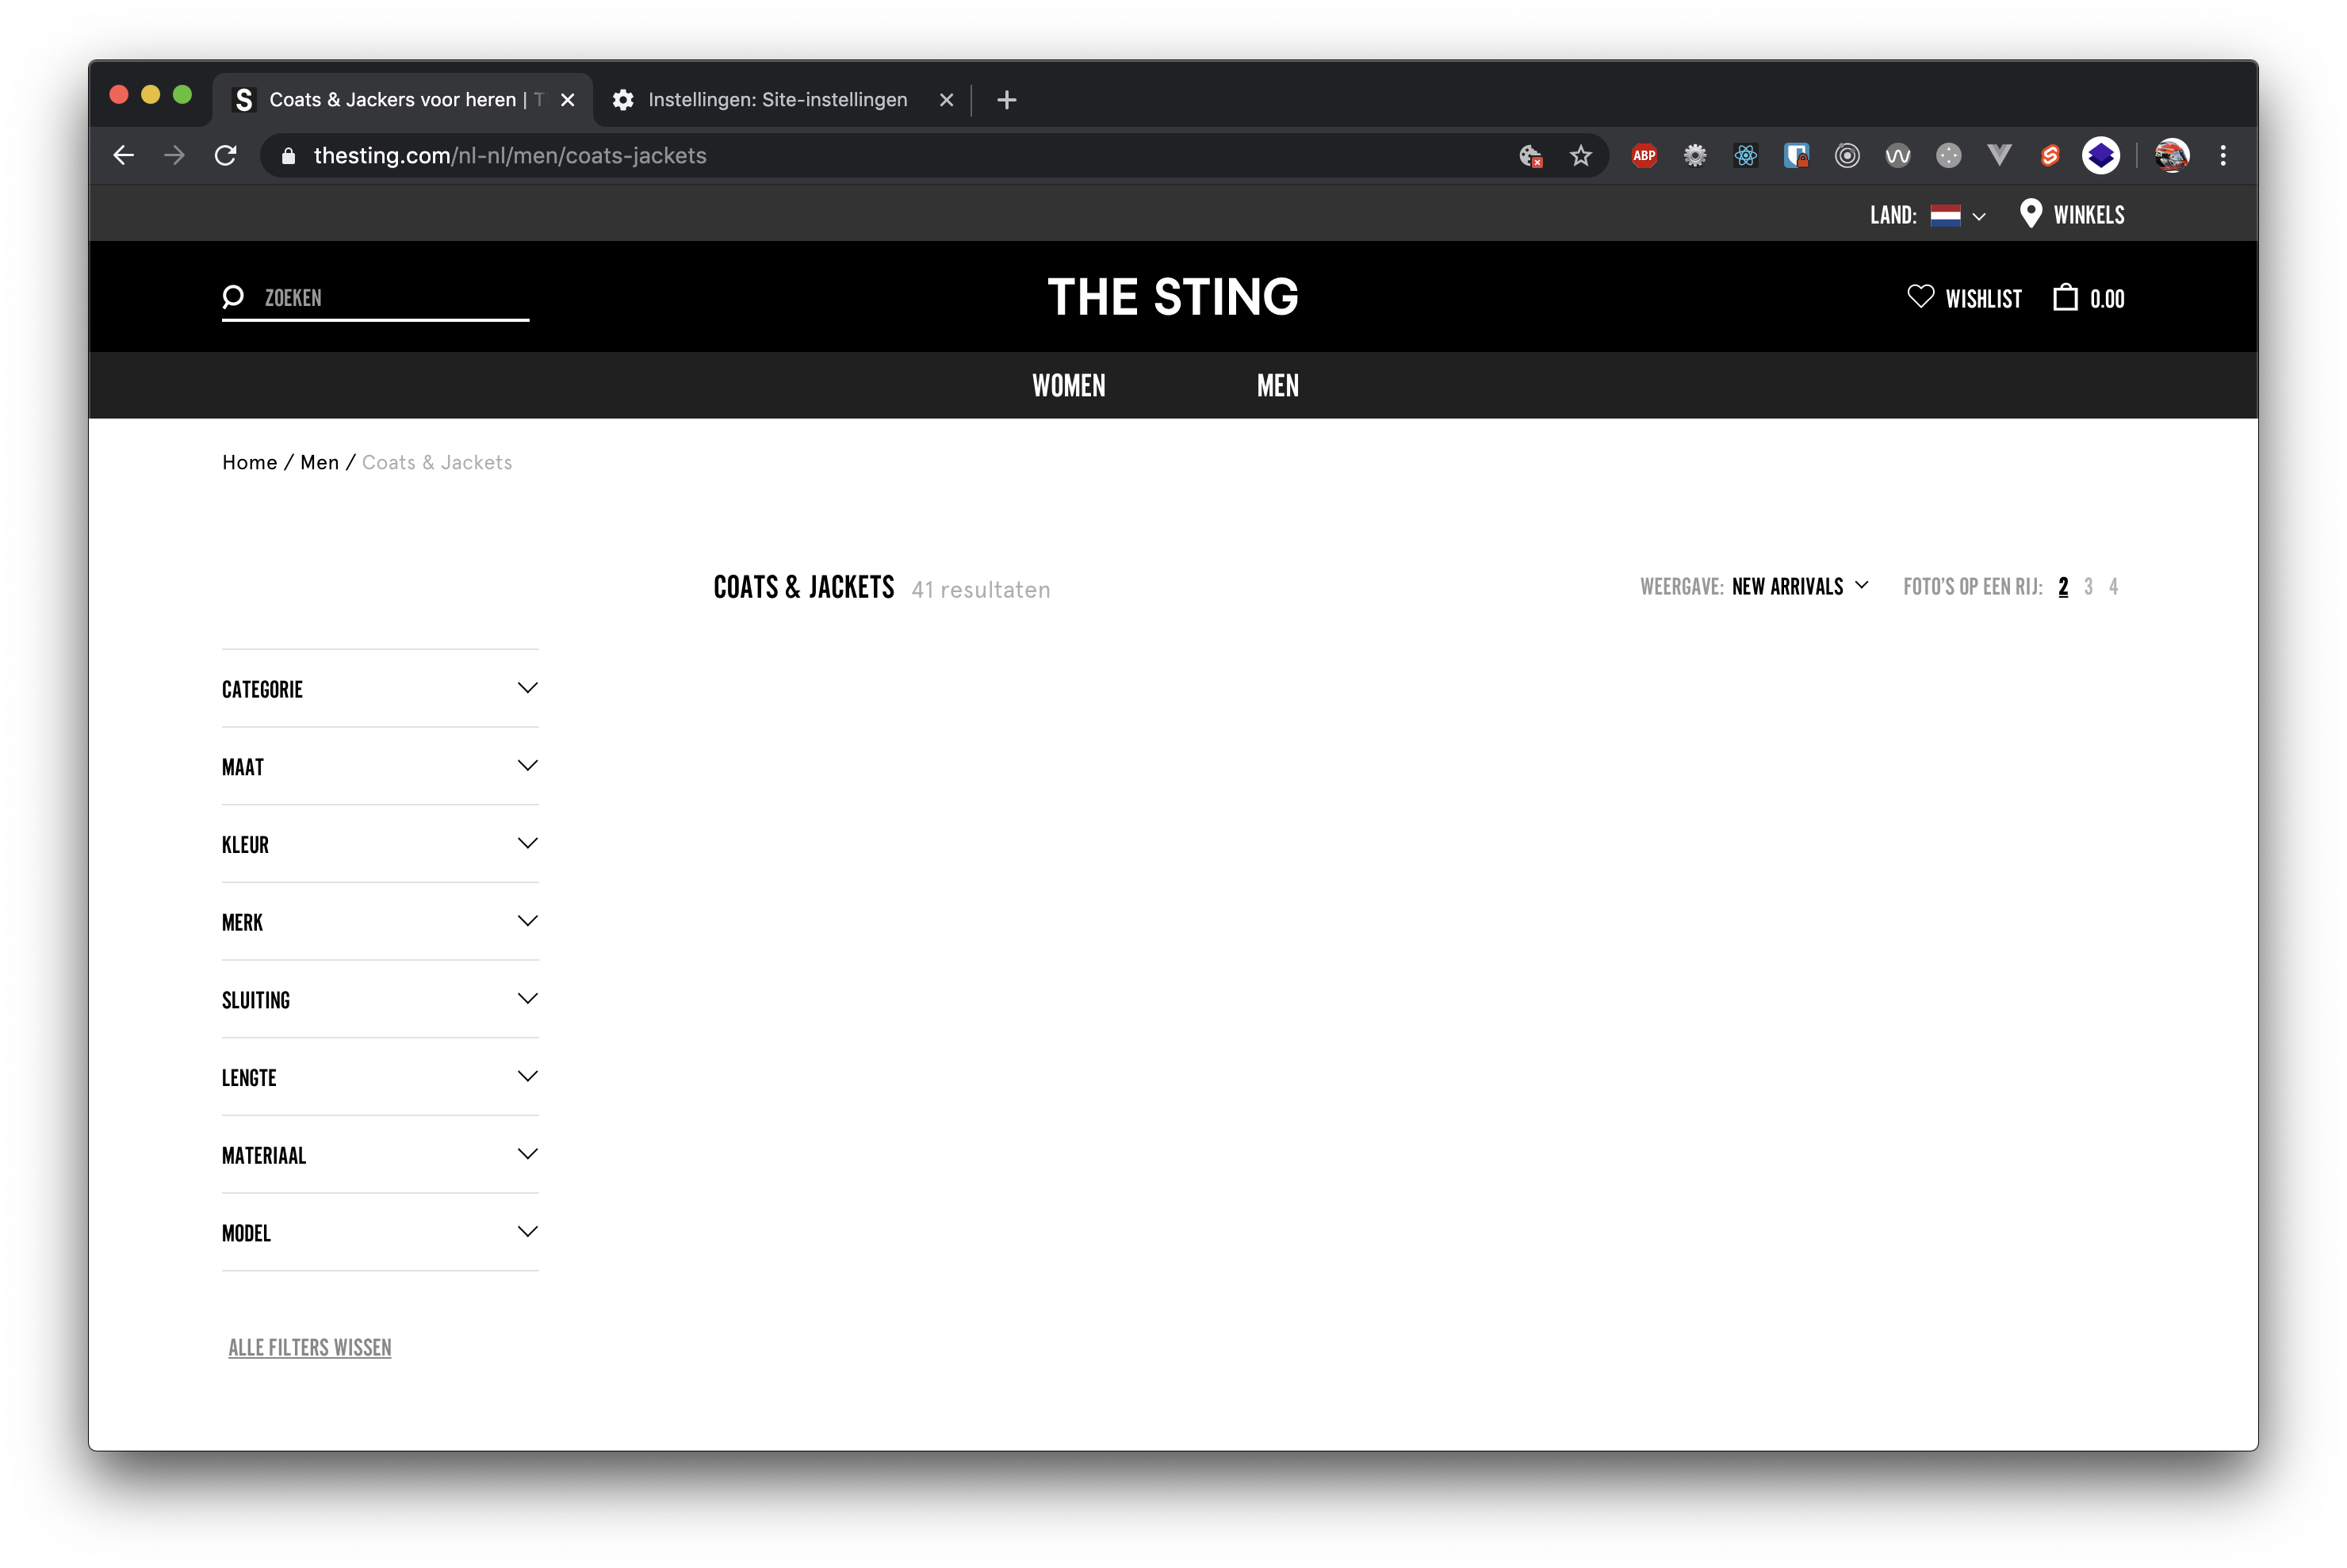 Coats & Jackers voor heren | T
Instellingen: Site-instellingen
thesting.com/nl-nl/men/coats-jackets
ABP
LAND:
WINKELS
ZOEKEN
THE STING
WISHLIST
0.00
WOMEN
MEN
Home / Men / Coats & Jackets
COATS & JACKETS 41 resultaten
WEERGAVE: NEW ARRIVALS
FOTO'S OP EEN RIJ: 2 3 4
CATEGORIE
MAAT
KLEUR
MERK
SLUITING
LENGTE
MATERIAAL
MODEL
ALLE FILTERS WISSEN